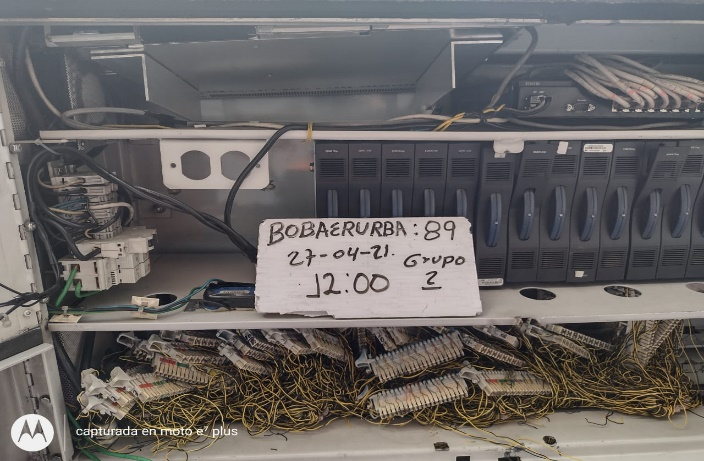 BOBAERURBA: 89
27-04-21.
Grupo
12:00
2
capturada en moto e⁷ plus